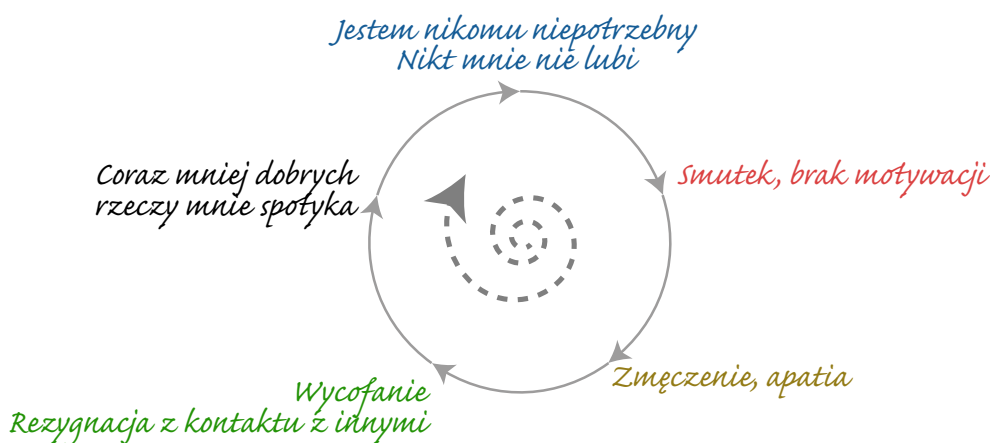 Jestem nikomu niepotrzebny
Nikt mnie nie lubi
Smutek, brak motywacji
Zmęczenie, apatia
Wycofanie
Rezygnacja z kontaktu z innymi
Coraz mniej dobrych
rzeczy mnie spotyka